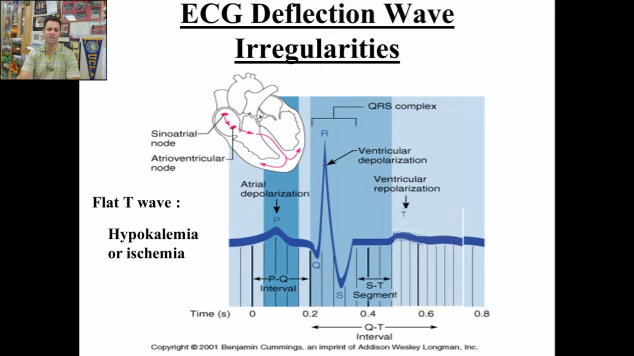 ECG Deflection Wave
Irregularities
UCLA
QRS complex
Sinoatrial
node
Atrioventricular
node
R
Ventricular
depolarization
Atrial
depolarization
Ventricular
repolarization
Flat T wave :
Hypokalemia
or ischemia
P
T
Q
S
P-Q
Interval
S-T
Segment
Time (s)
0
0.2
0.4
0.6
0.8
Q-T
Interval
Copyright © 2001 Benjamin Cummings, an imprint of Addison Wesley Longman, Inc.